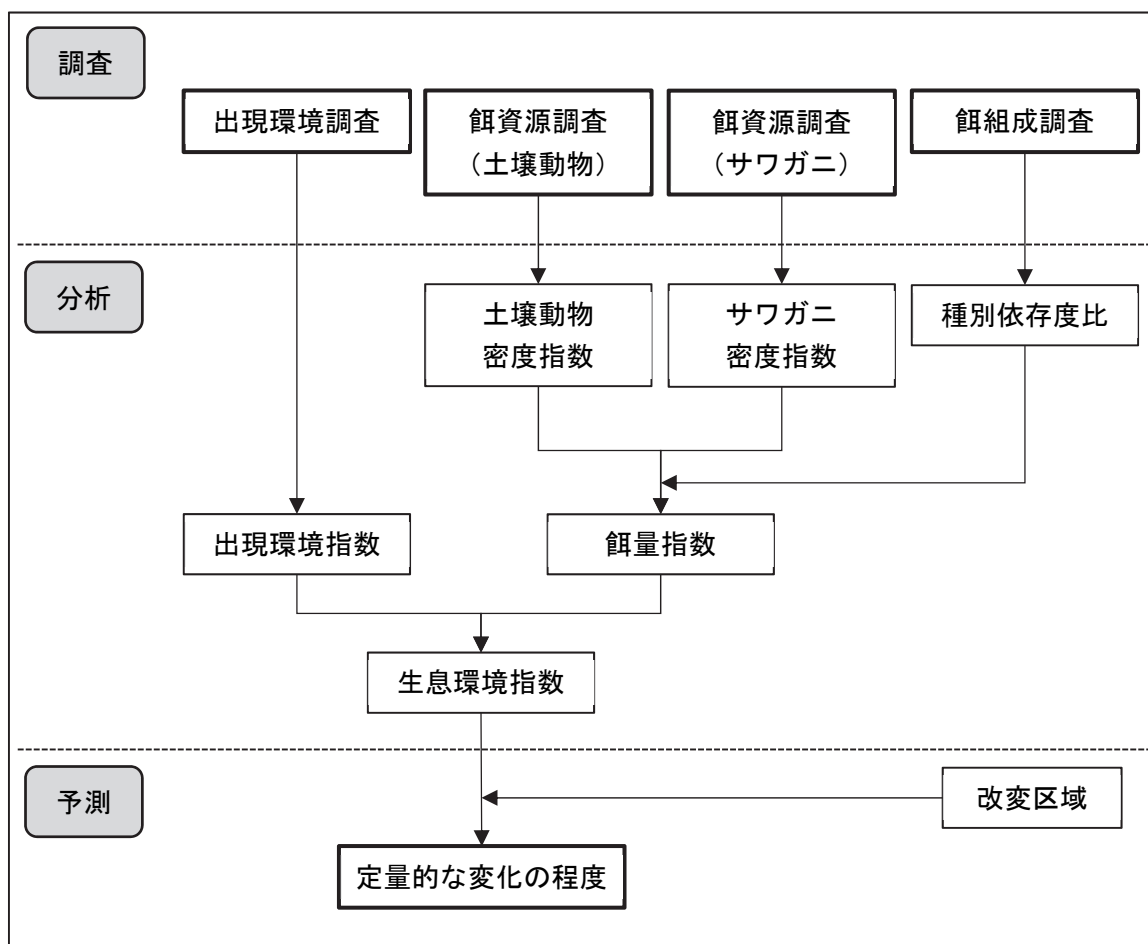 調査
出現環境調査
餌資源調査
（土壌動物）
餌資源調査
（サワガニ）
餌組成調査
分析
土壌動物
密度指数
サワガニ
密度指数
種別依存度比
出現環境指数
餌量指数
生息環境指数
予測
改変区域
定量的な変化の程度